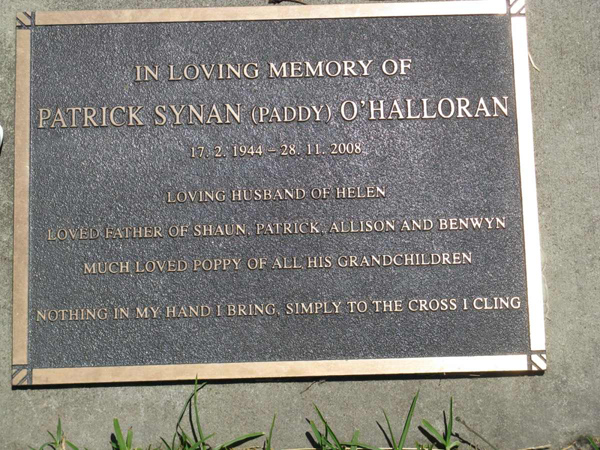 IN LOVING MEMORY OF
PATRICK SYNAN (PADDY) O'HALLORAN
17. 2. 1944 – 28. 11. 2008
LOVING HUSBAND OF HELEN
LOVED FATHER OF SHAUN, PATRICK, ALLISON AND BENWYN
MUCH LOVED POPPY OF ALL HIS GRANDCHILDREN
NOTHING IN MY HAND I BRING, SIMPLY TO THE CROSS I CLING